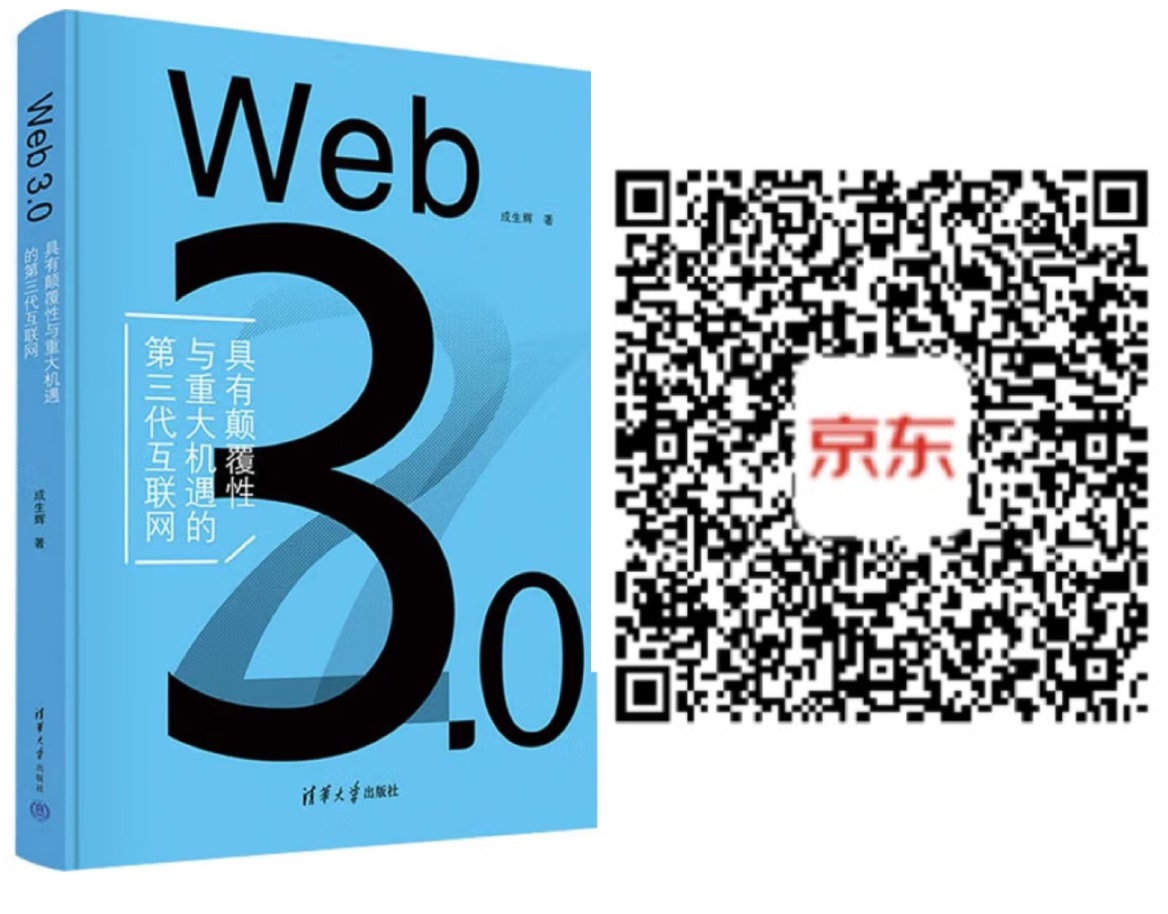 Web 3.0
具有颠覆性与重大机遇
的第三代互联网
成生辉 著
清华大学出版社
Web
成生辉 著
3.0
具有颠覆性
与重大机遇的
第三代互联网
2
清华大学出版社
京东